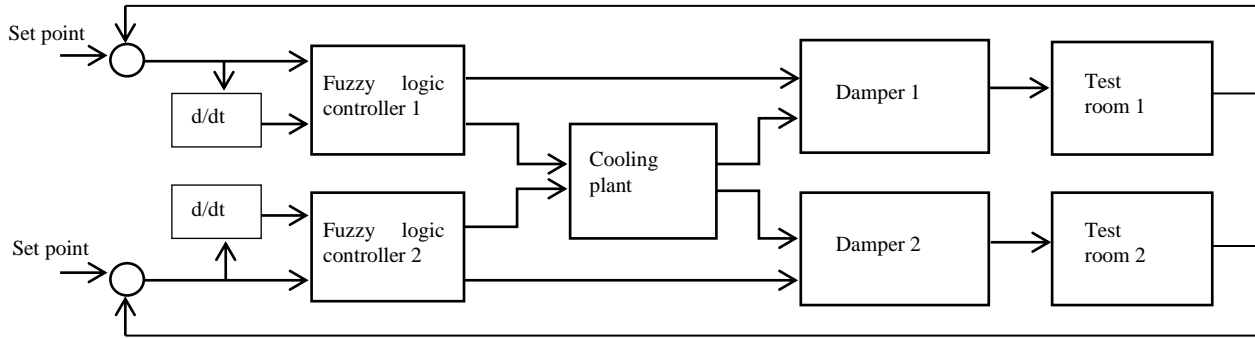 Set point
Fuzzy logic
controller 1
d/dt
Damper 1
Test
room 1
Cooling
plant
d/dt
Set point
Fuzzy logic
controller 2
Damper 2
Test
room 2